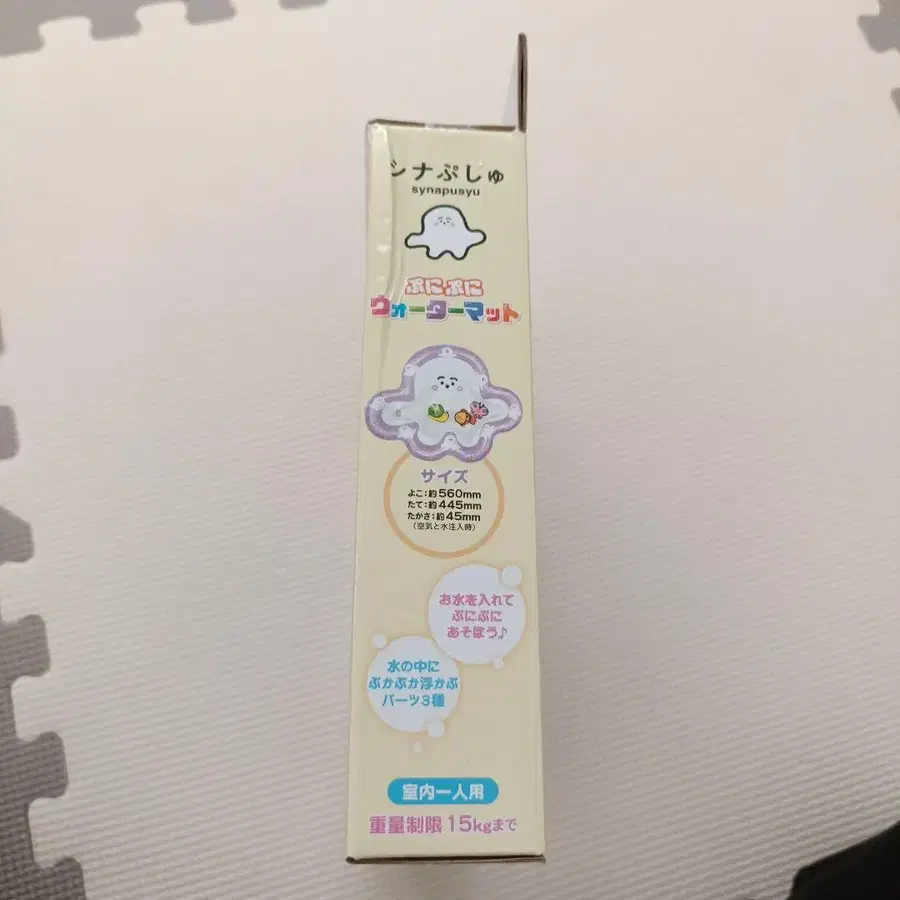 シナぷしゅ
synapusyu
ぷにぷに
ウォーターマット
サイズ
よこ:約560mm
たて:約445mm
たかさ:約45mm
(空気と水注入時)
お水を入れて
ぷにぷに
あそぼう♪
水の中に
ぷかぷか浮かぶ
パーツ3種
室内一人用
重量制限15kgまで